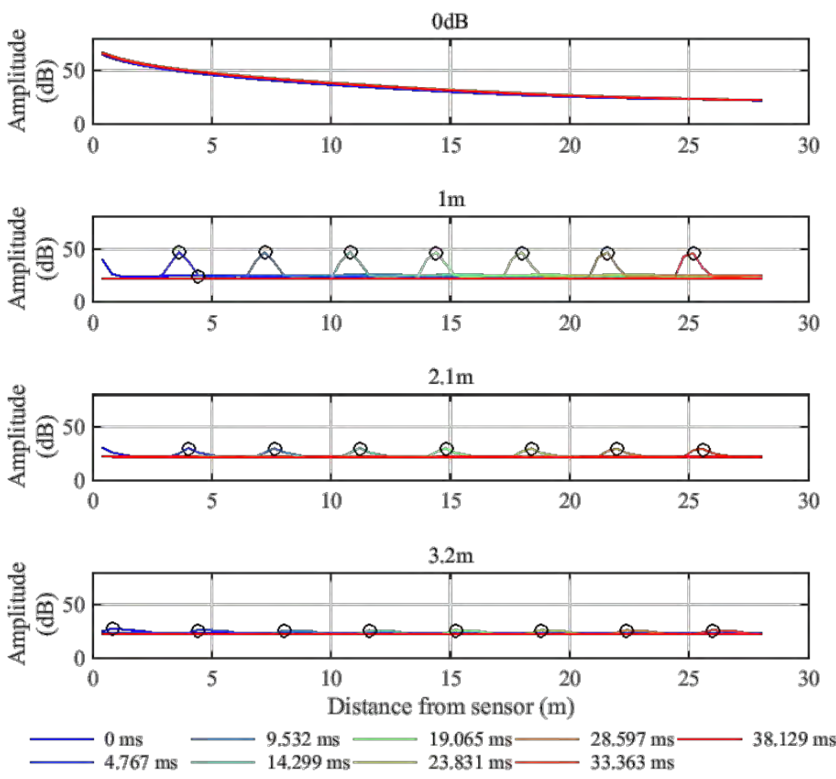 0dB
Amplitude
(dB)
50
0
0 5 10 15 20 25 30
1m
Amplitude
(dB)
50
0
0 5 10 15 20 25 30
2.1m
Amplitude
(dB)
50
0
0 5 10 15 20 25 30
3.2m
Amplitude
(dB)
50
0
0 5 10 15 20 25 30
Distance from sensor (m)
0 ms 9.532 ms 19.065 ms 28.597 ms 38.129 ms
4.767 ms 14.299 ms 23.831 ms 33.363 ms